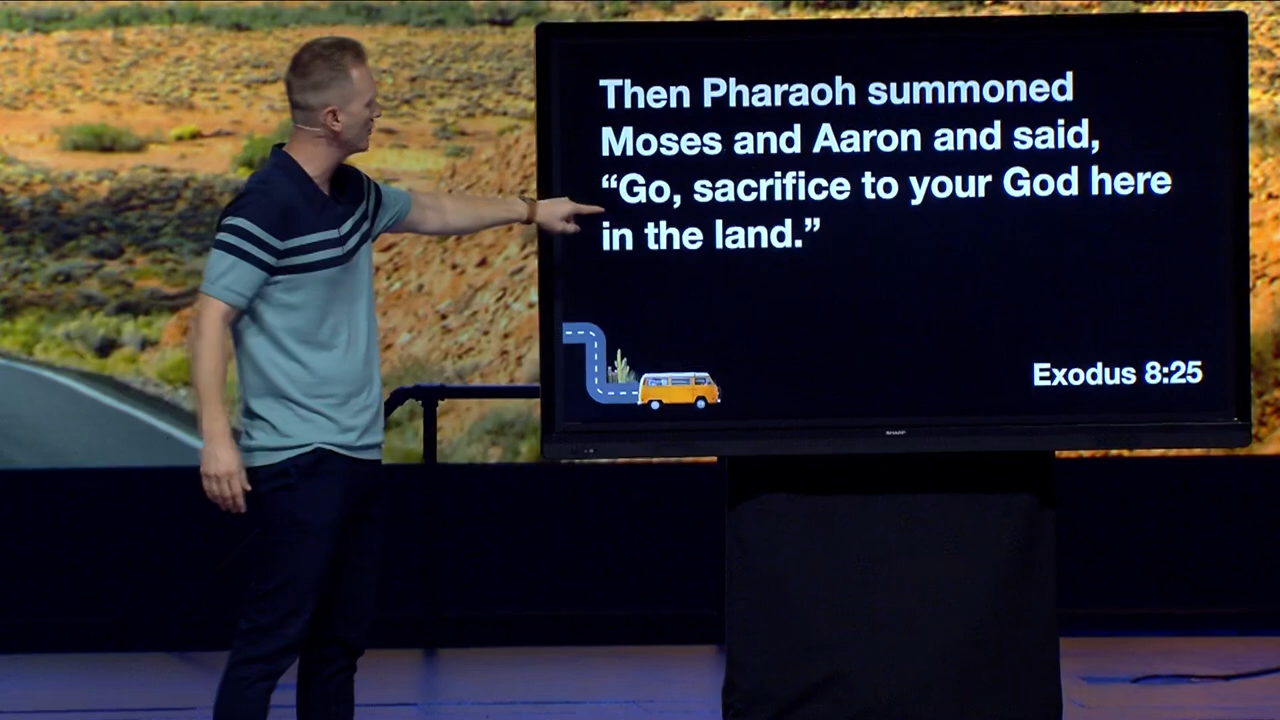 Then Pharaoh summoned
Moses and Aaron and said,
“Go, sacrifice to your God here
in the land.”
Exodus 8:25
SHARP